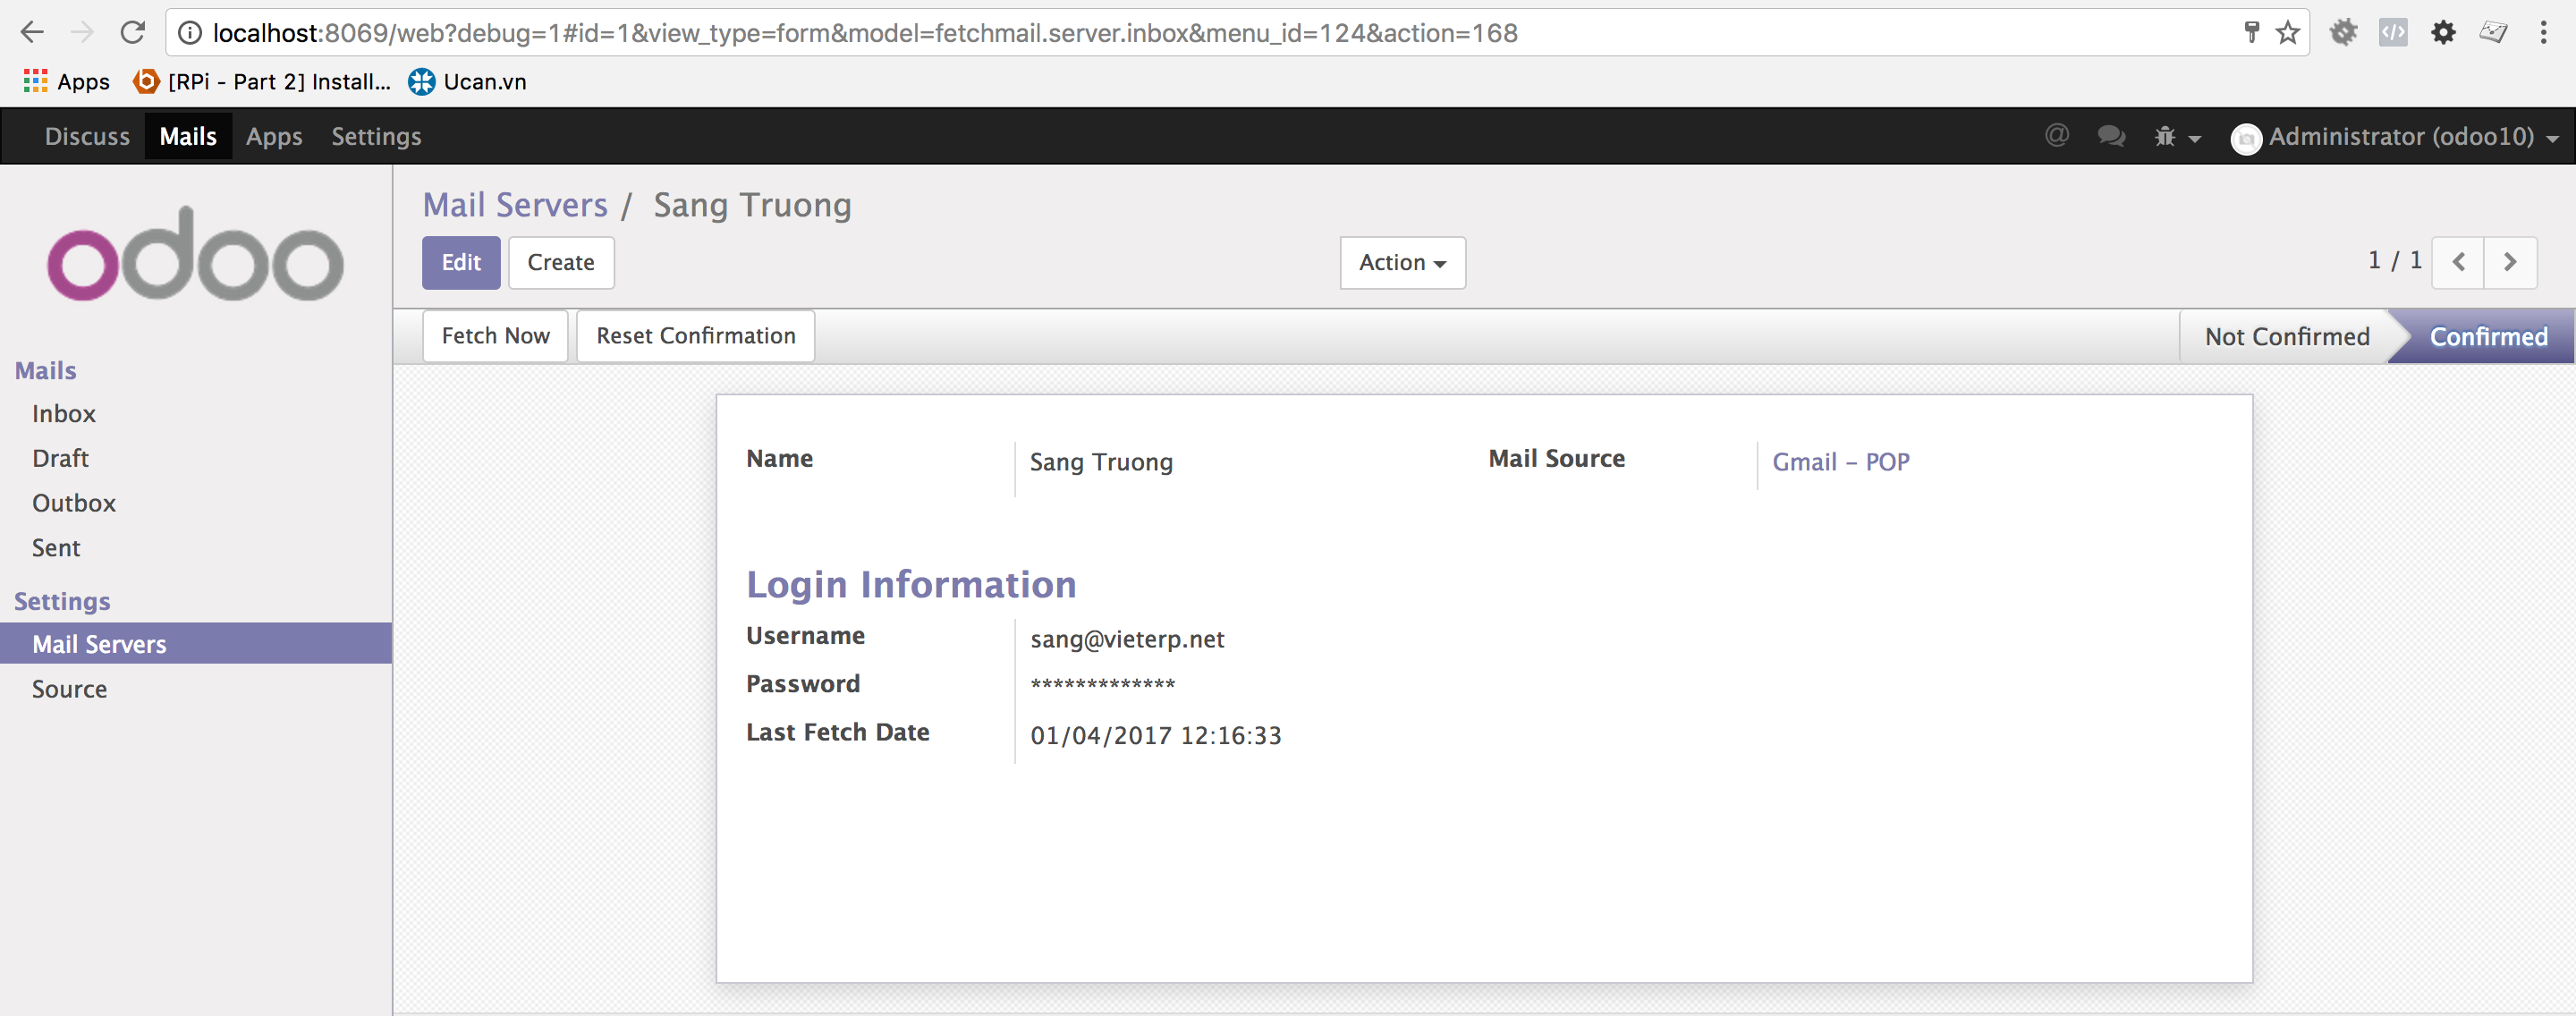 localhost:8069/web?debug=1#id=1&view_type=form&model=fetchmail.server.inbox&menu_id=124&action=168
Apps [RPi - Part 2] Install... Ucan.vn
Discuss Mails Apps Settings @ Administrator (odoo10)
odoo
Mail Servers / Sang Truong
Edit Create Action 1 / 1
Fetch Now Reset Confirmation Not Confirmed Confirmed
Mails
Inbox
Draft
Outbox
Sent
Settings
Mail Servers
Source
Name Sang Truong Mail Source Gmail - POP
Login Information
Username sang@vieterp.net
Password *************
Last Fetch Date 01/04/2017 12:16:33